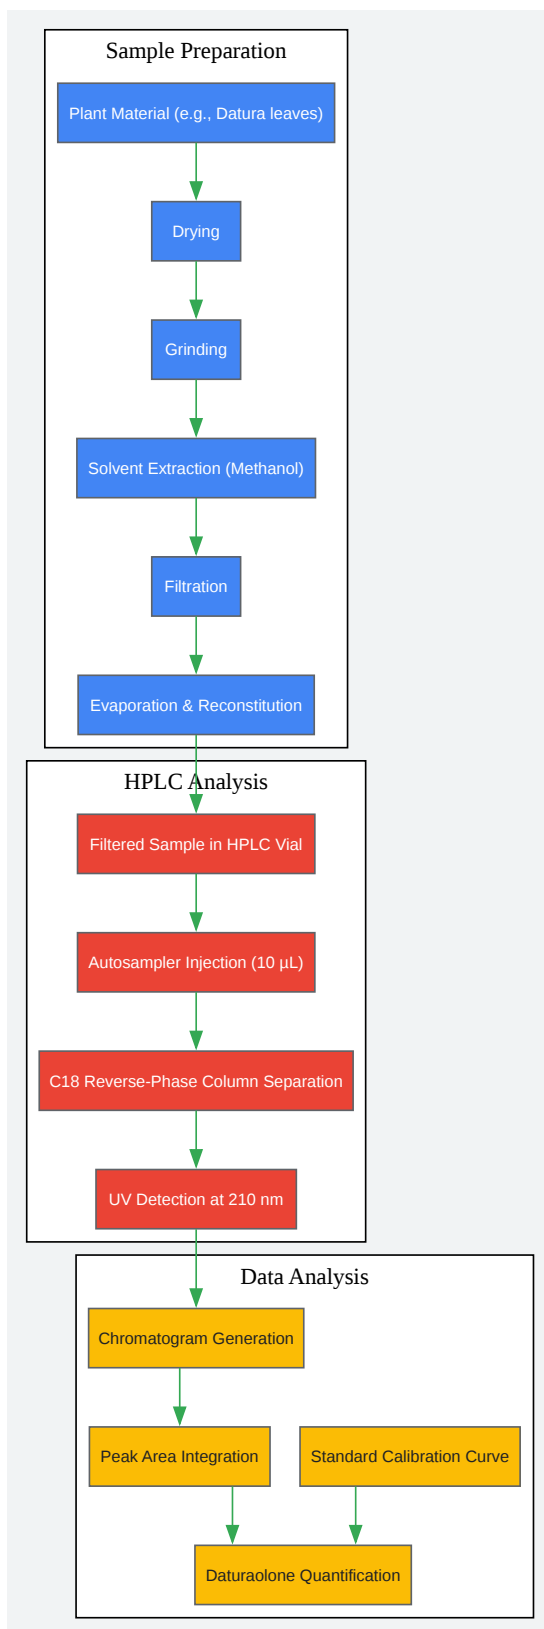 Sample Preparation
Plant Material (e.g., Datura leaves)
Drying
Grinding
Solvent Extraction (Methanol)
Filtration
Evaporation & Reconstitution
HPLC Analysis
Filtered Sample in HPLC Vial
Autosampler Injection (10 µL)
C18 Reverse-Phase Column Separation
UV Detection at 210 nm
Data Analysis
Chromatogram Generation
Peak Area Integration
Standard Calibration Curve
Daturaolone Quantification